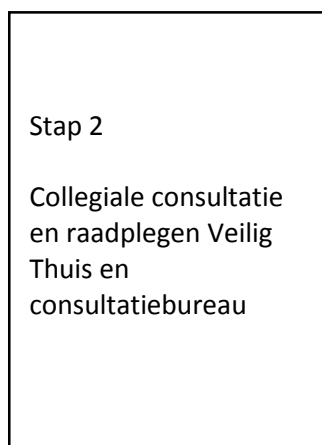 Stap 2
Collegiale consultatie
en raadplegen Veilig
Thuis en
consultatiebureau